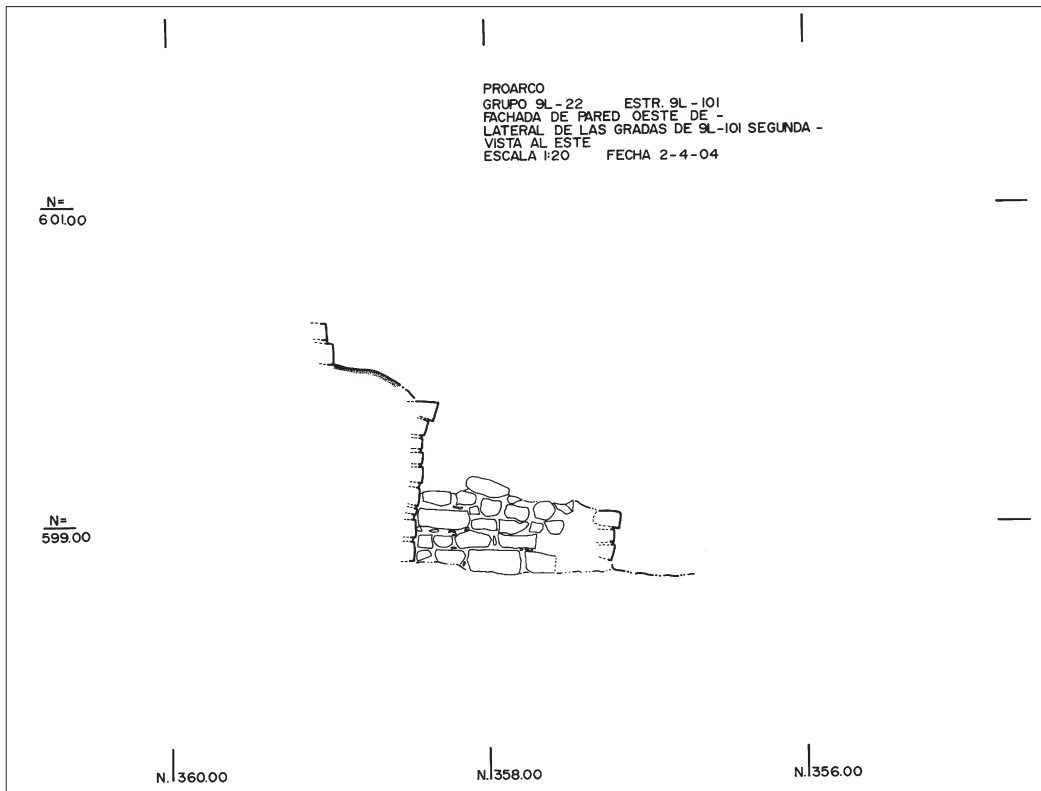 PROARCO
GRUPO 9L-22 ESTR. 9L-101
FACHADA DE PARED OESTE DE -
LATERAL DE LAS GRADAS DE 9L-101 SEGUNDA -
VISTA AL ESTE
ESCALA 1:20 FECHA 2-4-04
N=
601.00
N=
599.00
N. 360.00
N. 358.00
N. 356.00